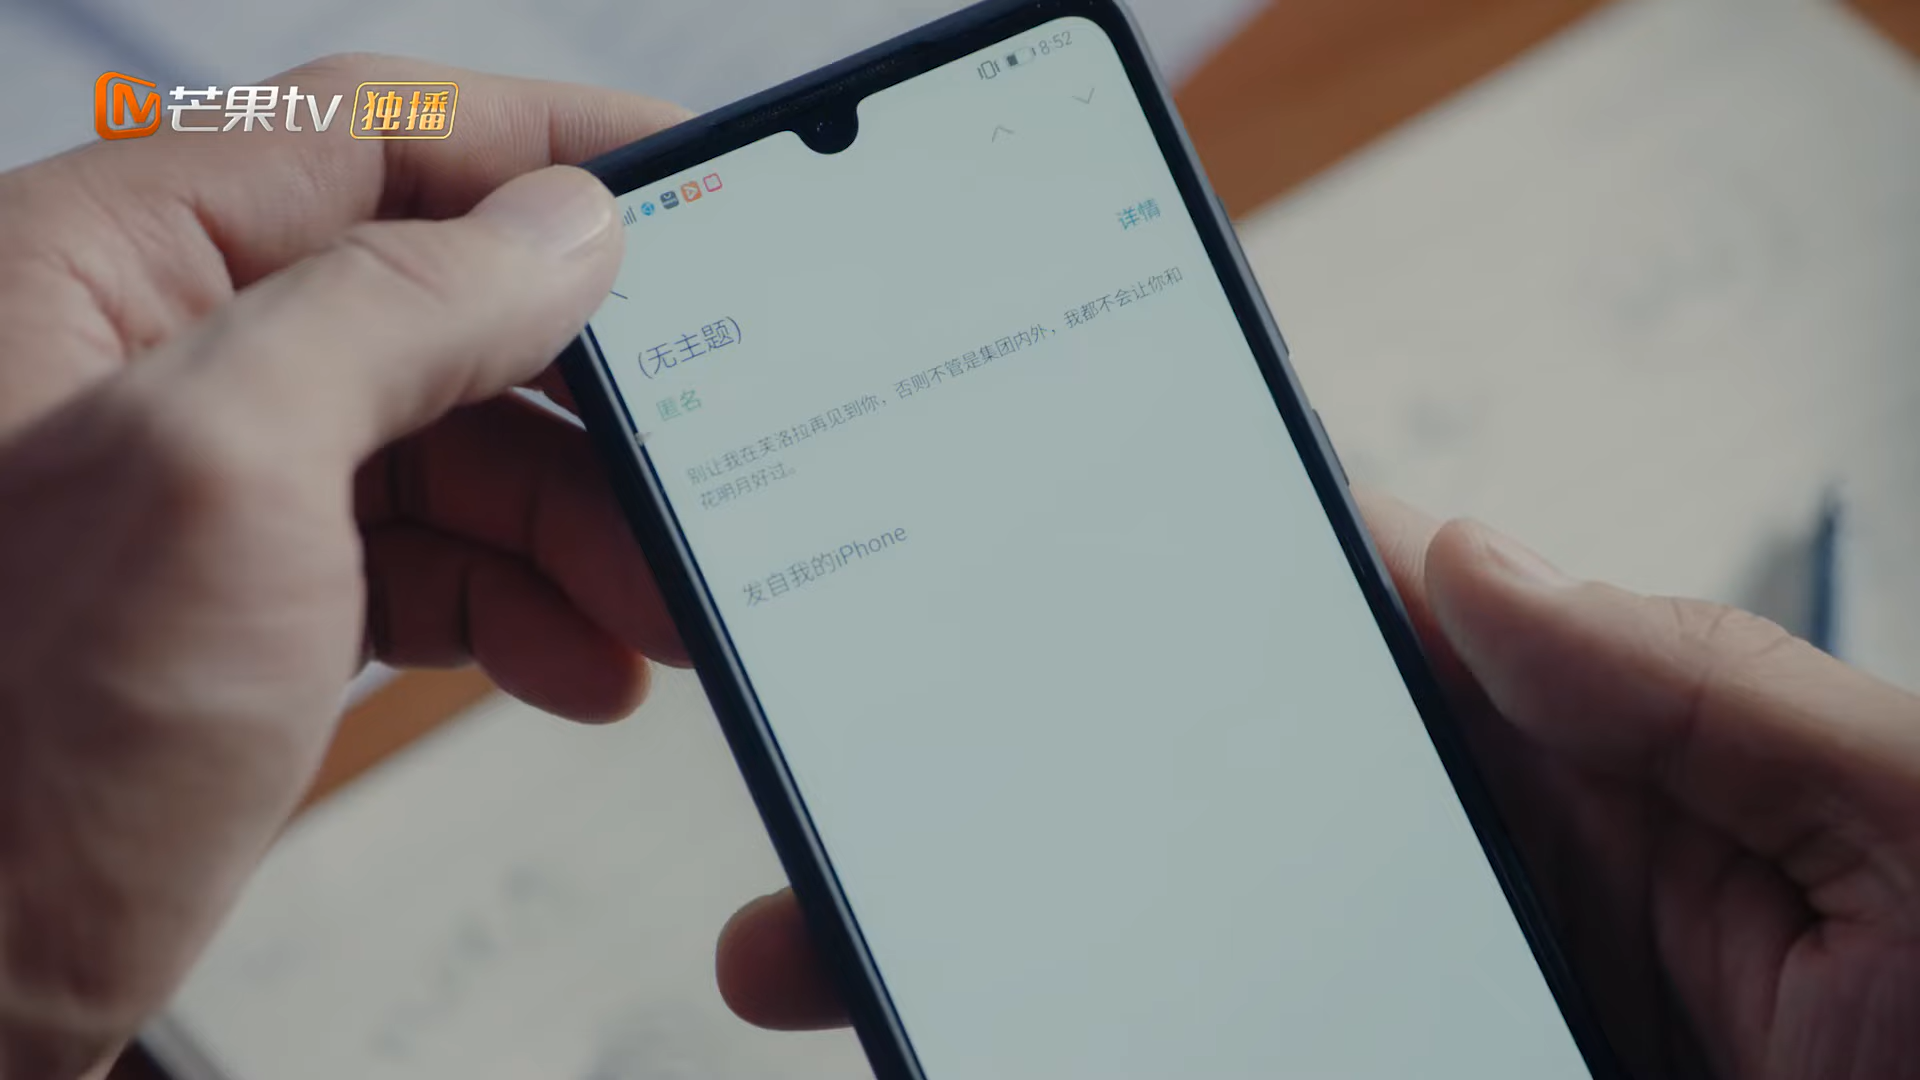 芒果tv 独播
8:52
详情
(无主题)
匿名
别让我在芙洛拉再见到你，否则不管是集团内外，我都不会让你和
花明月好过。
发自我的iPhone